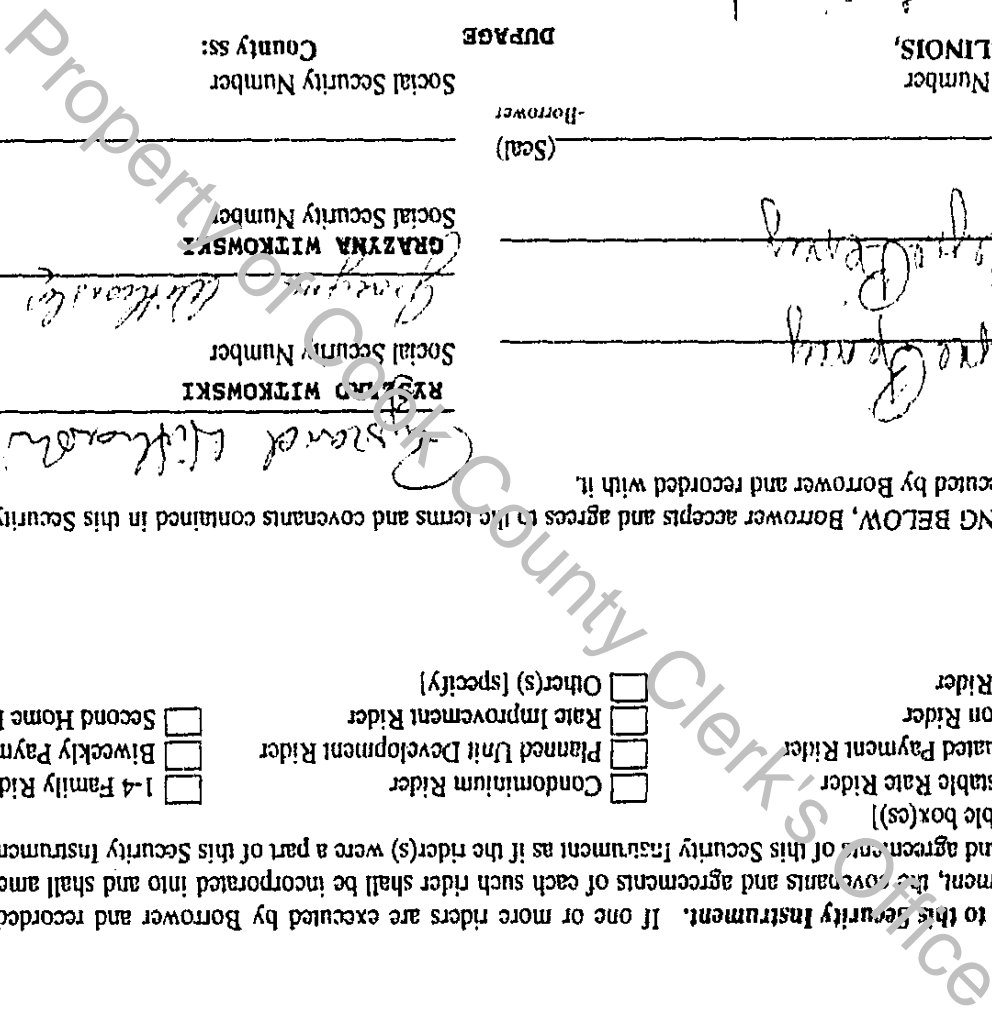 to this Security Instrument. If one or more riders are executed by Borrower and recorded
ment, the covenants and agreements of each such rider shall be incorporated into and shall ame
nd agreements of this Security Instrument as if the rider(s) were a part of this Security Instrumen
ble box(es)]
stable Rate Rider
Condominium Rider
1-4 Family Rid
uated Payment Rider
Planned Unit Development Rider
Biweekly Paym
on Rider
Rate Improvement Rider
Second Home
Rider
Other(s) [specify]
NG BELOW, Borrower accepts and agrees to the terms and covenants contained in this Security
ecuted by Borrower and recorded with it.
Ryszard Witkowski
RYSZARD WITKOWSKI
Social Security Number
Grazyna Witkowski
GRAZYNA WITKOWSKI
Social Security Number
(Seal)
-Borrower
Number
Social Security Number
LINOIS,
DUPAGE
County ss:
Property of Cook County Clerk's Office